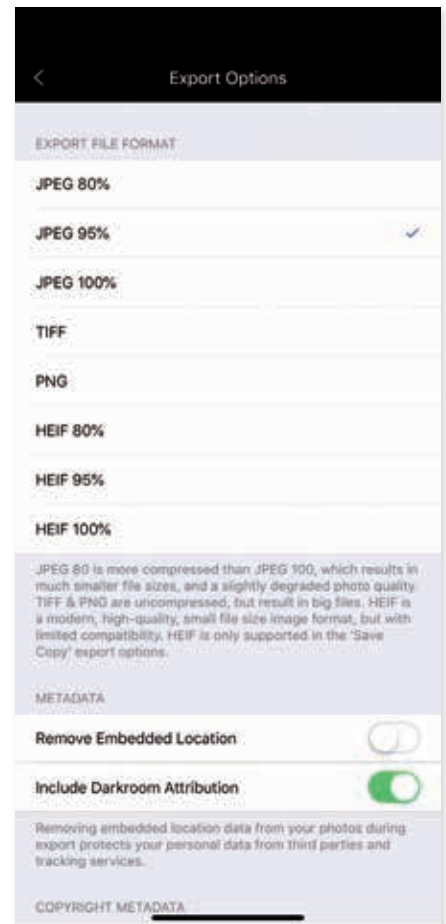 Export Options
EXPORT FILE FORMAT
JPEG 80%
JPEG 95%
JPEG 100%
TIFF
PNG
HEIF 80%
HEIF 95%
HEIF 100%
JPEG 80 is more compressed than JPEG 100, which results in
much smaller file sizes, and a slightly degraded photo quality.
TIFF & PNG are uncompressed, but result in big files. HEIF is
a modern, high-quality, small file size image format, but with
limited compatibility. HEIF is only supported in the 'Save
Copy' export options.
METADATA
Remove Embedded Location
Include Darkroom Attribution
Removing embedded location data from your photos during
export protects your personal data from third parties and
tracking services.
COPYRIGHT METADATA